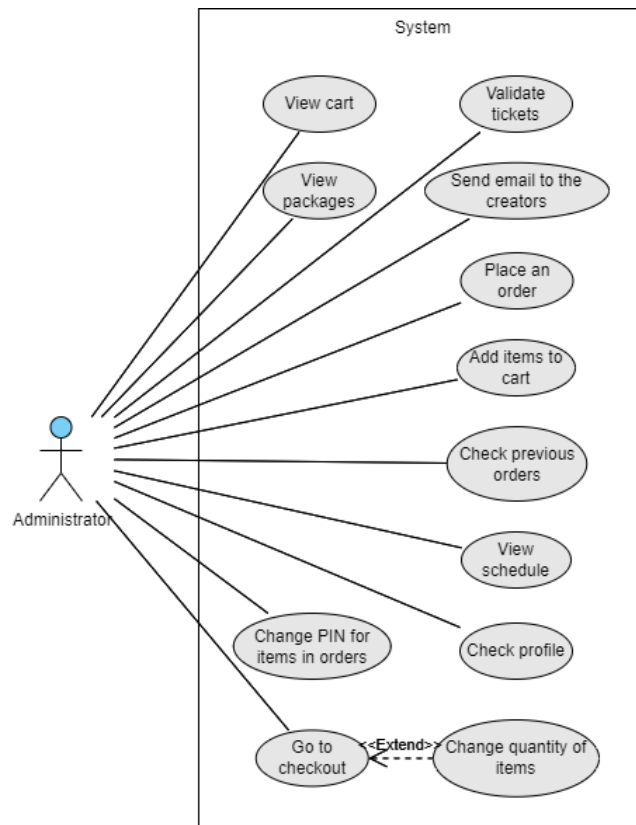 System
View cart
Validate
tickets
View
packages
Send email to the
creators
Place an
order
Add items to
cart
Check previous
orders
Administrator
View
schedule
Change PIN for
items in orders
Check profile
Go to
checkout
<<Extend>>
Change quantity of
items